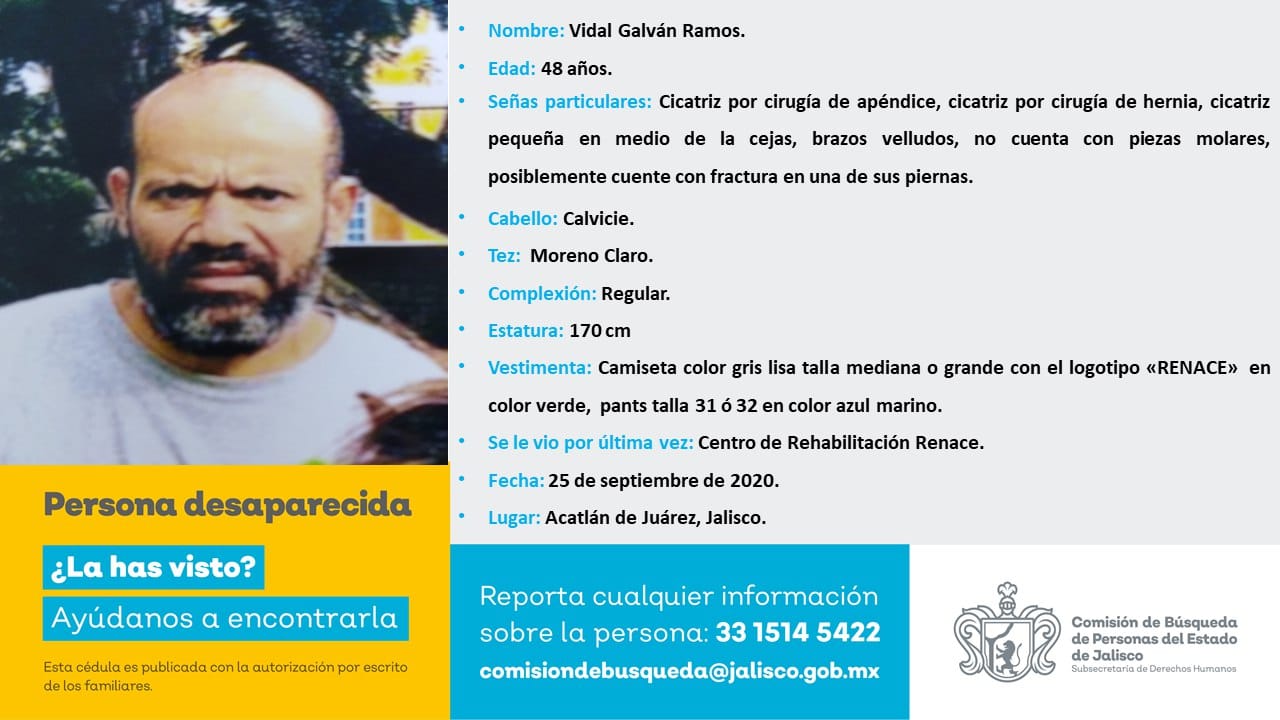 • Nombre: Vidal Galván Ramos.
• Edad: 48 años.
• Señas particulares: Cicatriz por cirugía de apéndice, cicatriz por cirugía de hernia, cicatriz
pequeña en medio de la cejas, brazos velludos, no cuenta con piezas molares,
posiblemente cuente con fractura en una de sus piernas.
• Cabello: Calvicie.
• Tez: Moreno Claro.
• Complexión: Regular.
• Estatura: 170 cm
• Vestimenta: Camiseta color gris lisa talla mediana o grande con el logotipo «RENACE» en
color verde, pants talla 31 ó 32 en color azul marino.
• Se le vio por última vez: Centro de Rehabilitación Renace.
• Fecha: 25 de septiembre de 2020.
• Lugar: Acatlán de Juárez, Jalisco.
Persona desaparecida
¿La has visto?
Ayúdanos a encontrarla
Esta cédula es publicada con la autorización por escrito
de los familiares.
Reporta cualquier información
sobre la persona: 33 1514 5422
comisiondebusqueda@jalisco.gob.mx
Comisión de Búsqueda
de Personas del Estado
de Jalisco
Subsecretaría de Derechos Humanos